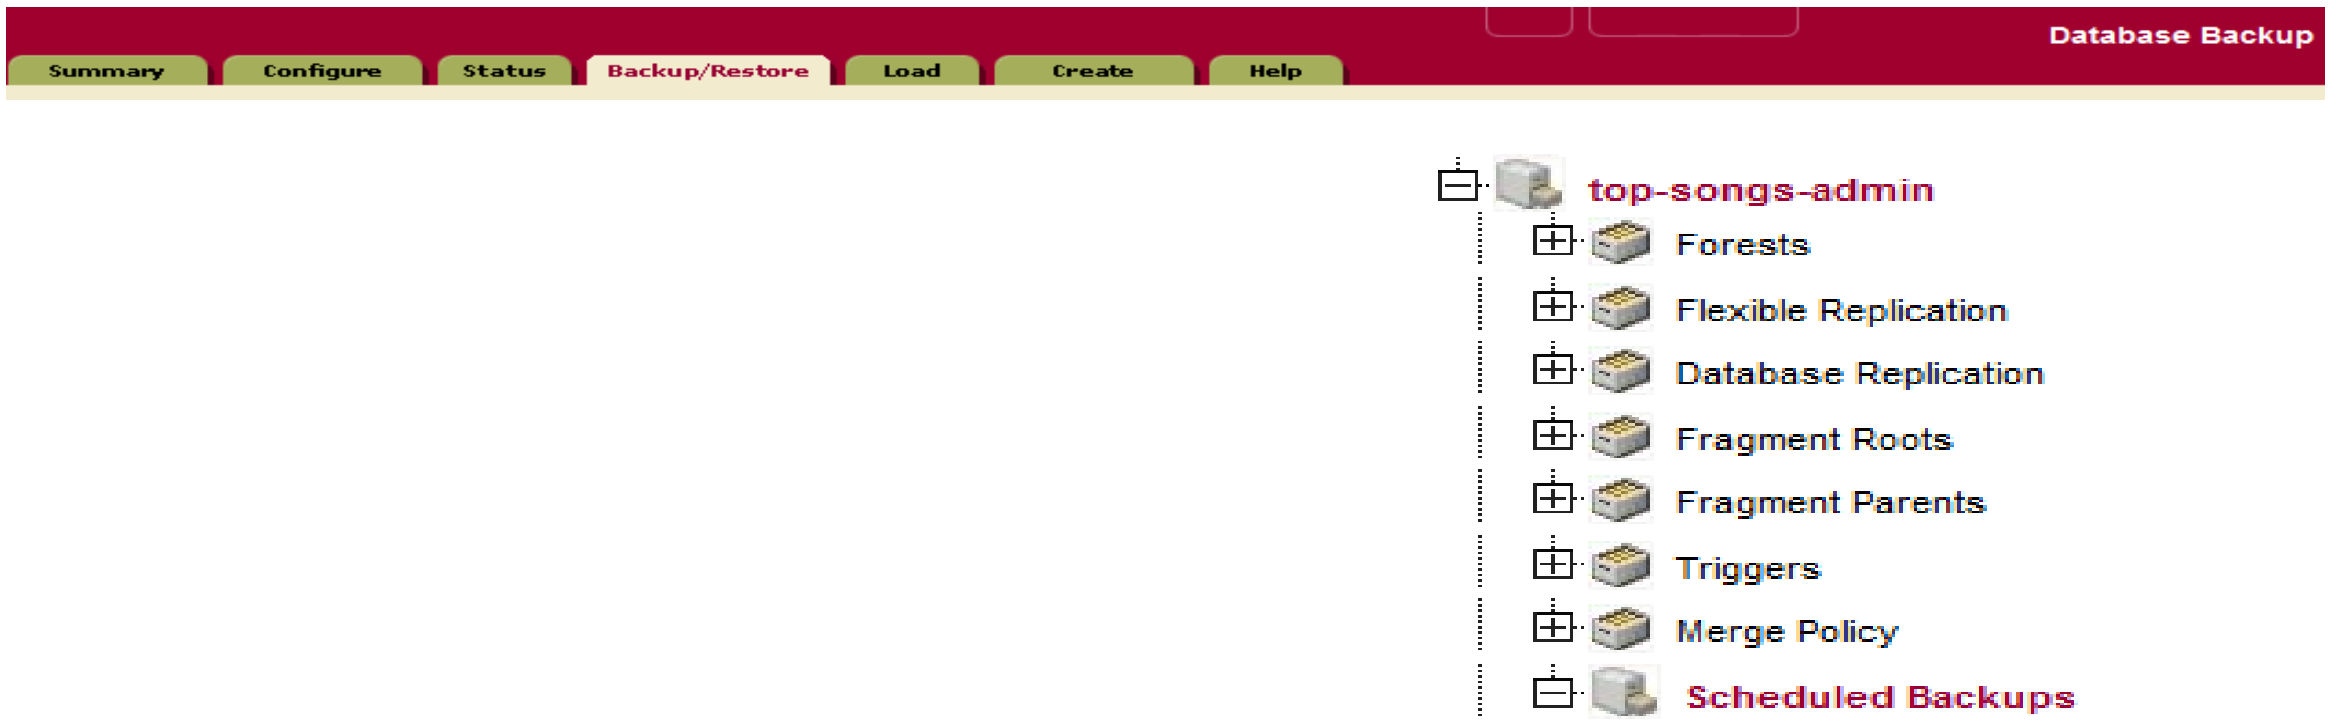 Database Backup
Summary Configure Status Backup/Restore Load Create Help
top-songs-admin
Forests
Flexible Replication
Database Replication
Fragment Roots
Fragment Parents
Triggers
Merge Policy
Scheduled Backups